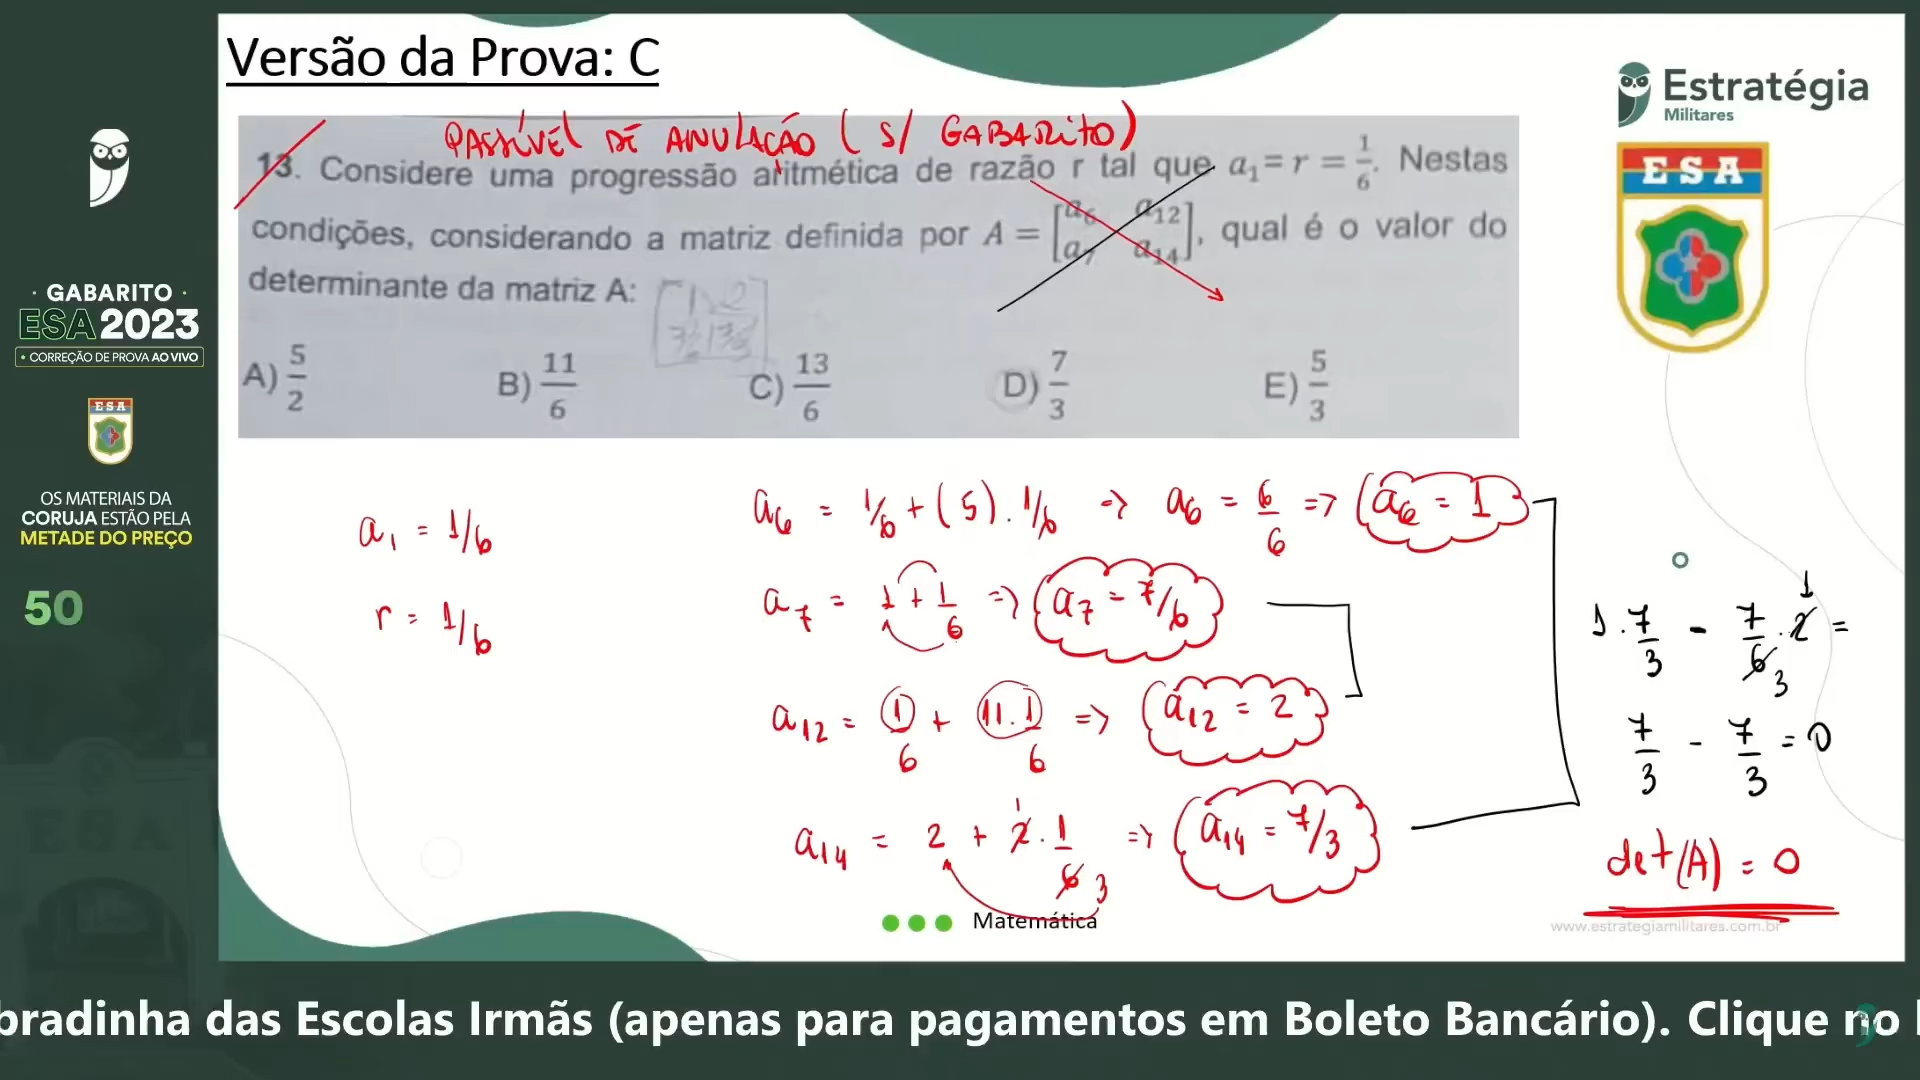 Versão da Prova: C
Estratégia
Militares
PASSÍVEL DE ANULAÇÃO ( S/ GABARITO)
13. Considere uma progressão aritmética de razão r tal que a₁ = r = 1/6. Nestas
condições, considerando a matriz definida por A = [a₆ a₁₂; a₇ a₁₄], qual é o valor do
determinante da matriz A:
A) 5/2 B) 11/6 C) 13/6 D) 7/3 E) 5/3
ESA
· GABARITO ·
ESA 2023
• CORREÇÃO DE PROVA AO VIVO
ESA
OS MATERIAIS DA
CORUJA ESTÃO PELA
METADE DO PREÇO
50
a₁ = 1/6
r = 1/6
a₆ = 1/6 + (5) . 1/6 => a₆ = 6/6 => a₆ = 1
a₇ = 1 + 1/6 => a₇ = 7/6
a₁₂ = 1/6 + 11.1/6 => a₁₂ = 2
a₁₄ = 2 + 2 . 1/6 1 3 => a₁₄ = 7/3
1 . 7/3 - 7/6 . 2 = 1 3
7/3 - 7/3 = 0
det(A) = 0
Matemática
www.estrategiamilitares.com.br
ESA
bradinha das Escolas Irmãs (apenas para pagamentos em Boleto Bancário). Clique no